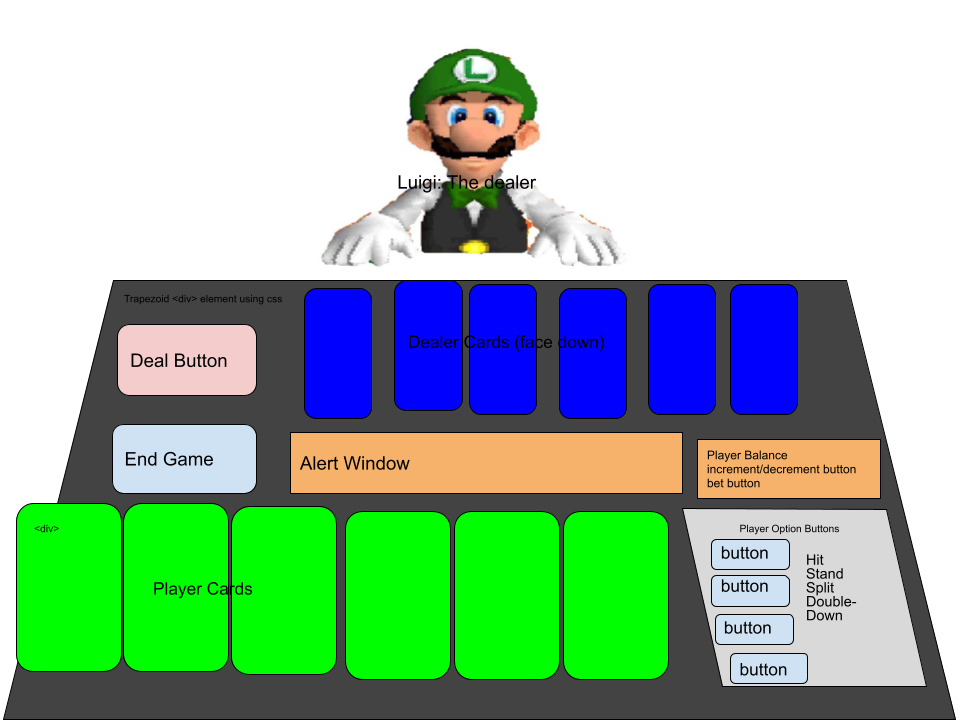 L
Luigi: The dealer
Trapezoid <div> element using css
Dealer Cards (face down)
Deal Button
End Game
Alert Window
Player Balance
increment/decrement button
bet button
<div>
Player Cards
Player Option Buttons
button
button
button
button
Hit
Stand
Split
Double-
Down